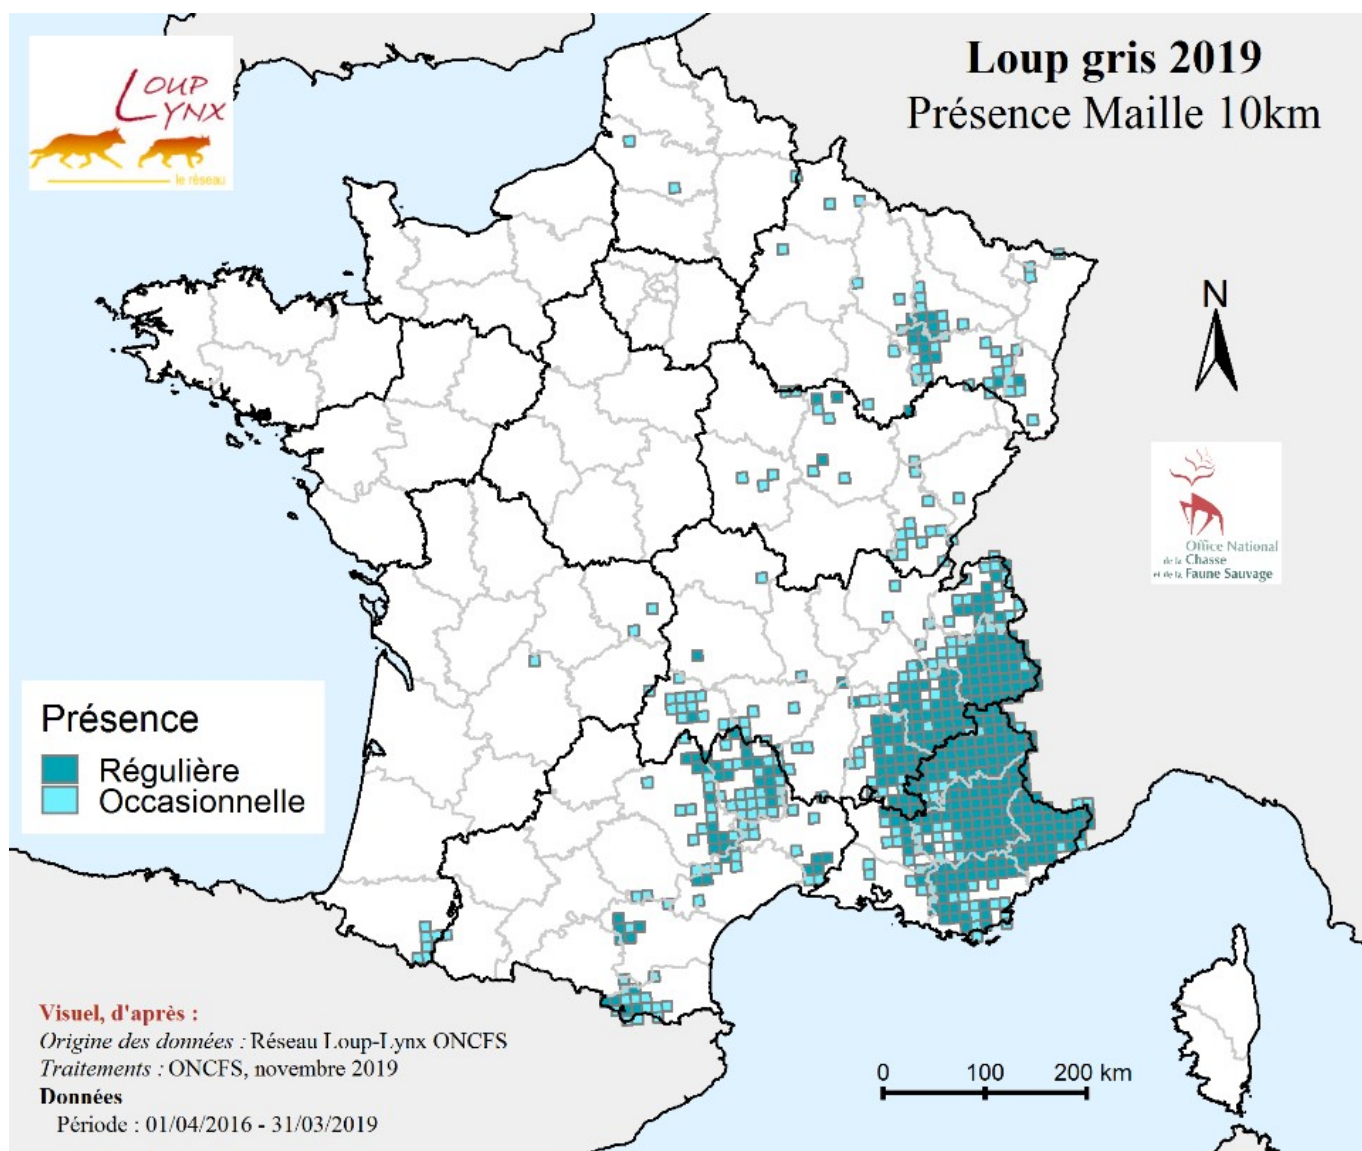 LOUP
LYNX
le réseau
Loup gris 2019
Présence Maille 10km
N
Office National
de la Chasse
et de la Faune Sauvage
Présence
Régulière
Occasionnelle
Visuel, d'après :
Origine des données : Réseau Loup-Lynx ONCFS
Traitements : ONCFS, novembre 2019
Données
Période : 01/04/2016 - 31/03/2019
0 100 200 km